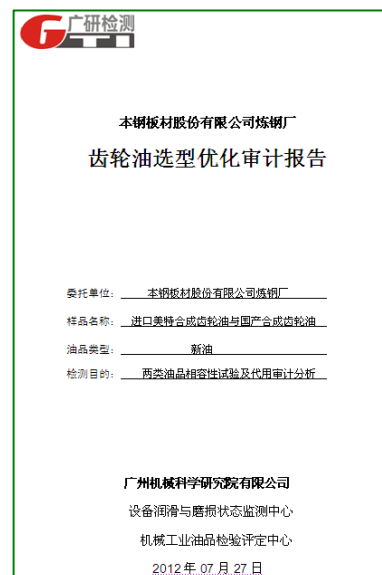 广研检测
本钢板材股份有限公司炼钢厂
齿轮油选型优化审计报告
委托单位： 本钢板材股份有限公司炼钢厂
样品名称： 进口美特合成齿轮油与国产合成齿轮油
油品类型： 新油
检测目的： 两类油品相容性试验及代用审计分析
广州机械科学研究院有限公司
设备润滑与磨损状态监测中心
机械工业油品检验评定中心
2012 年 07 月 27 日